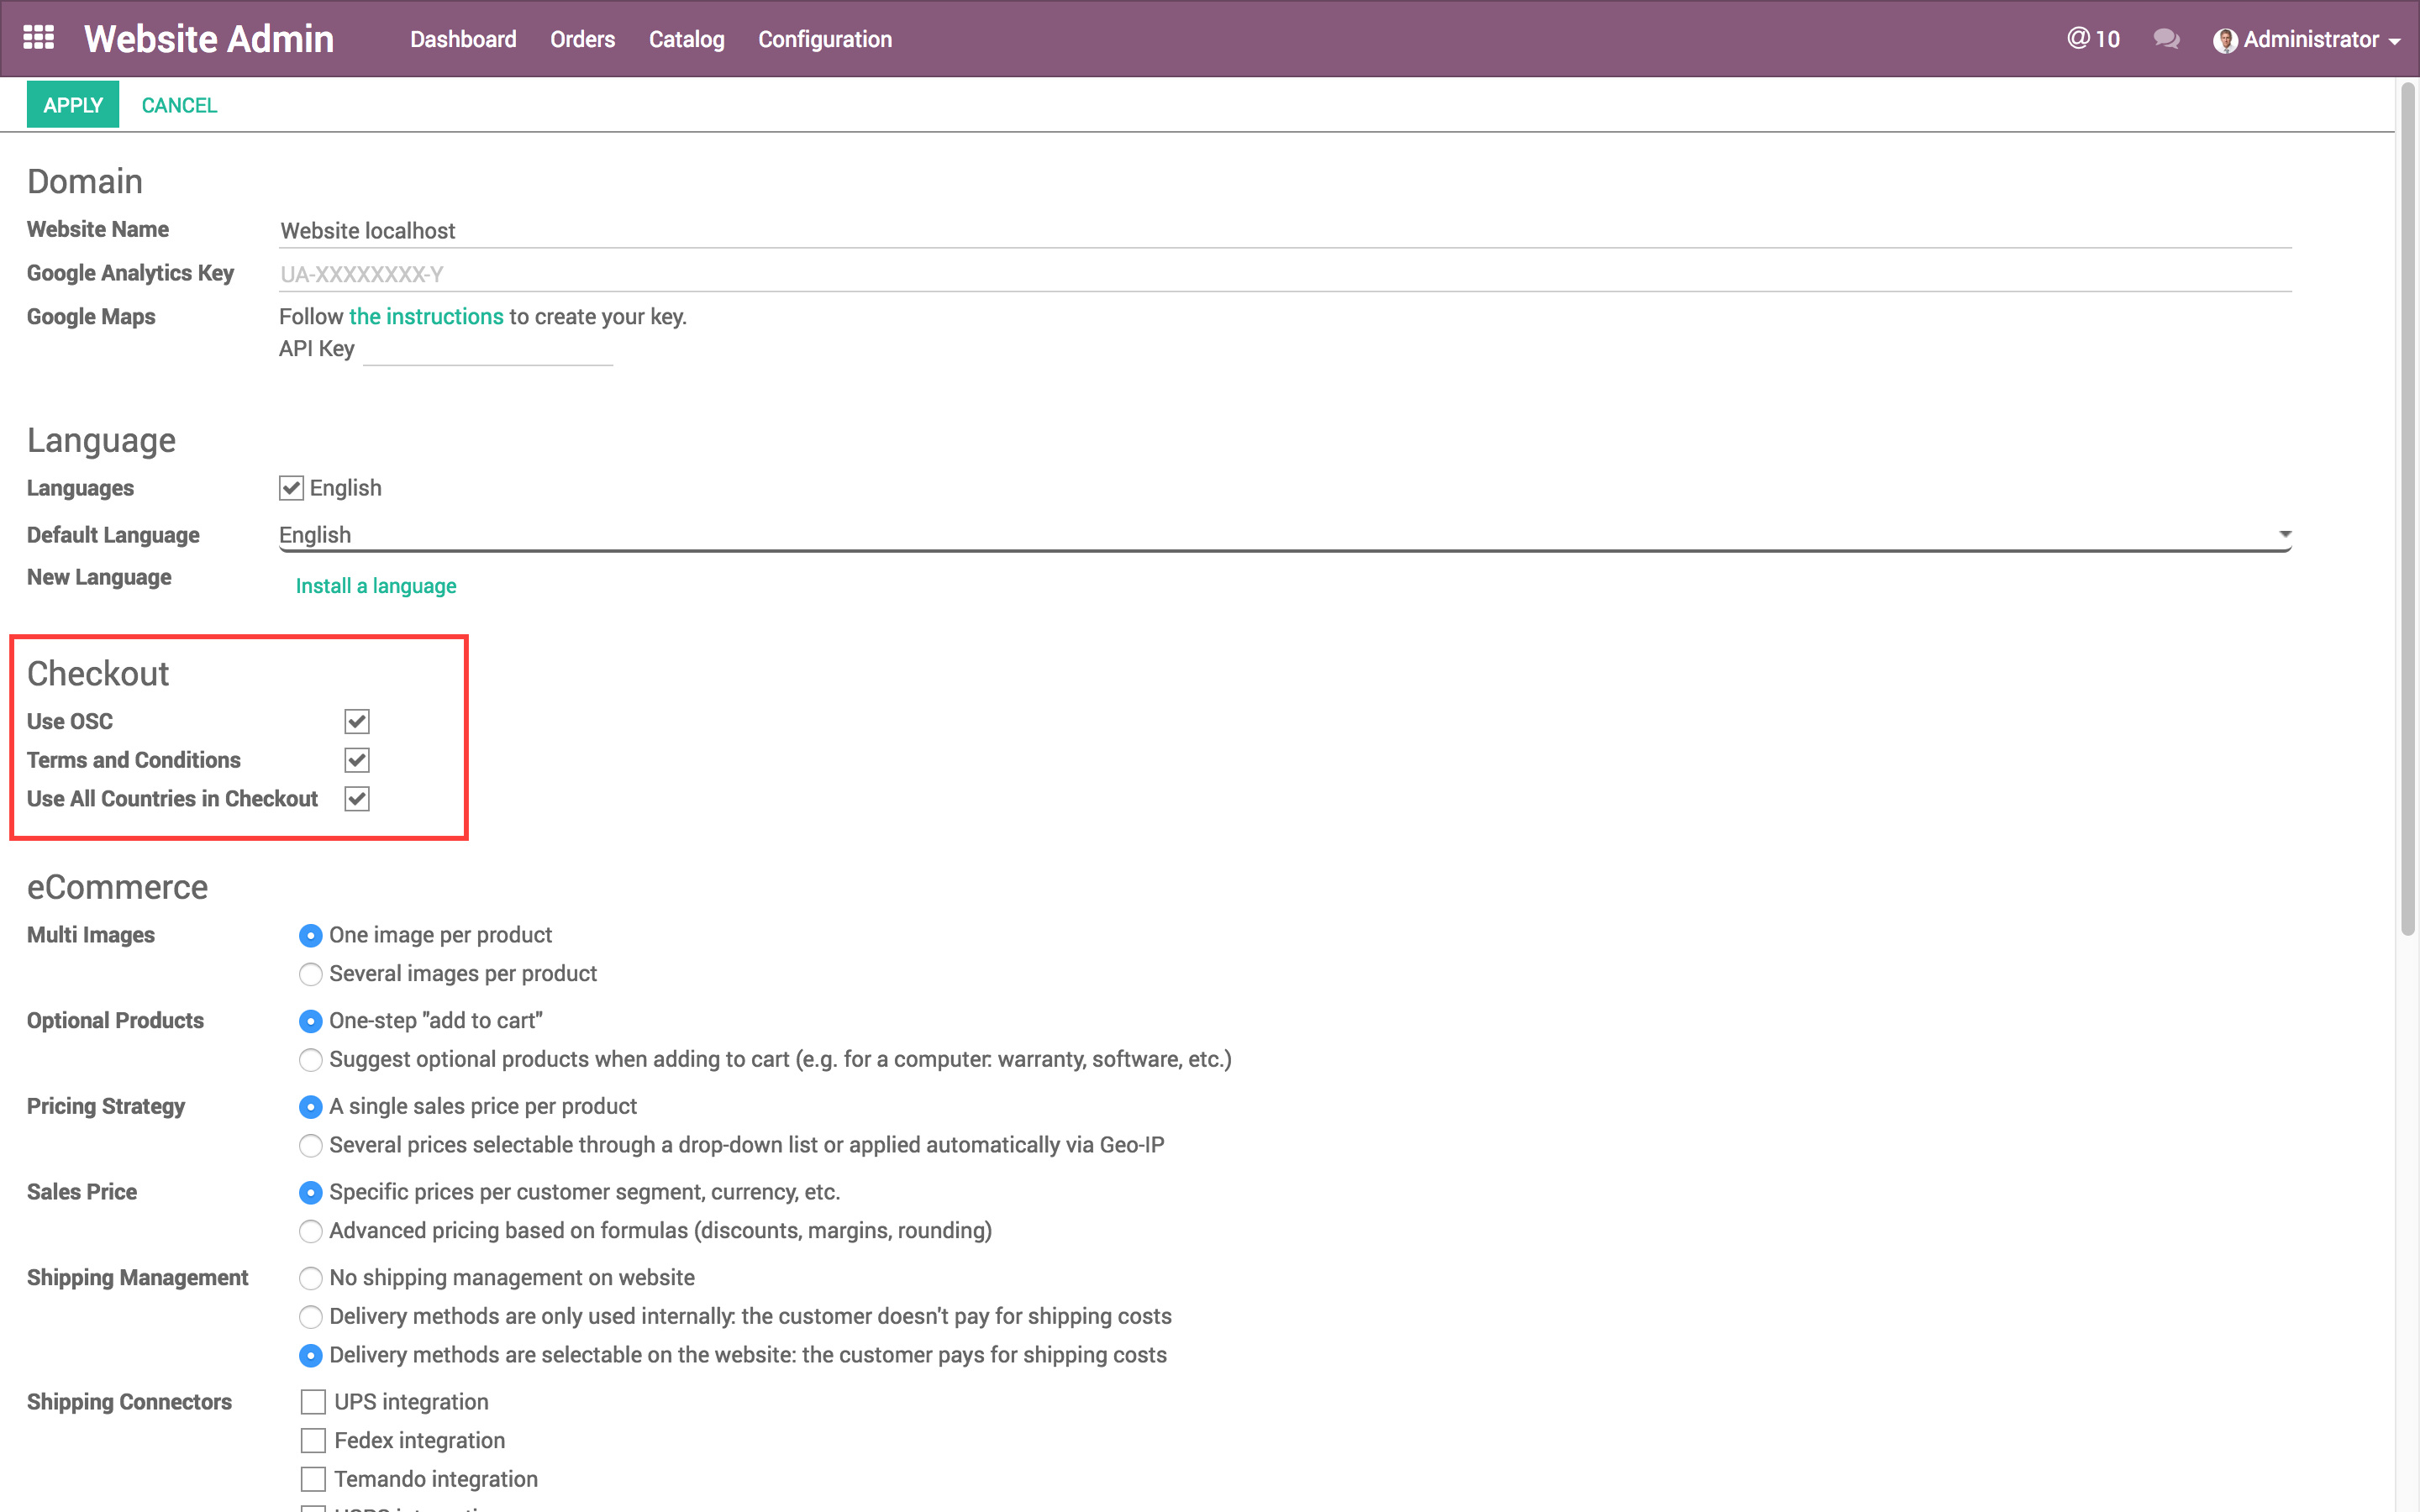 Website Admin Dashboard Orders Catalog Configuration @ 10 Administrator
APPLY CANCEL
Domain
Website Name Website localhost
Google Analytics Key UA-XXXXXXXX-Y
Google Maps Follow the instructions to create your key.
API Key
Language
Languages English
Default Language English
New Language Install a language
Checkout
Use OSC
Terms and Conditions
Use All Countries in Checkout
eCommerce
Multi Images One image per product
Several images per product
Optional Products One-step "add to cart"
Suggest optional products when adding to cart (e.g. for a computer: warranty, software, etc.)
Pricing Strategy A single sales price per product
Several prices selectable through a drop-down list or applied automatically via Geo-IP
Sales Price Specific prices per customer segment, currency, etc.
Advanced pricing based on formulas (discounts, margins, rounding)
Shipping Management No shipping management on website
Delivery methods are only used internally: the customer doesn't pay for shipping costs
Delivery methods are selectable on the website: the customer pays for shipping costs
Shipping Connectors UPS integration
Fedex integration
Temando integration